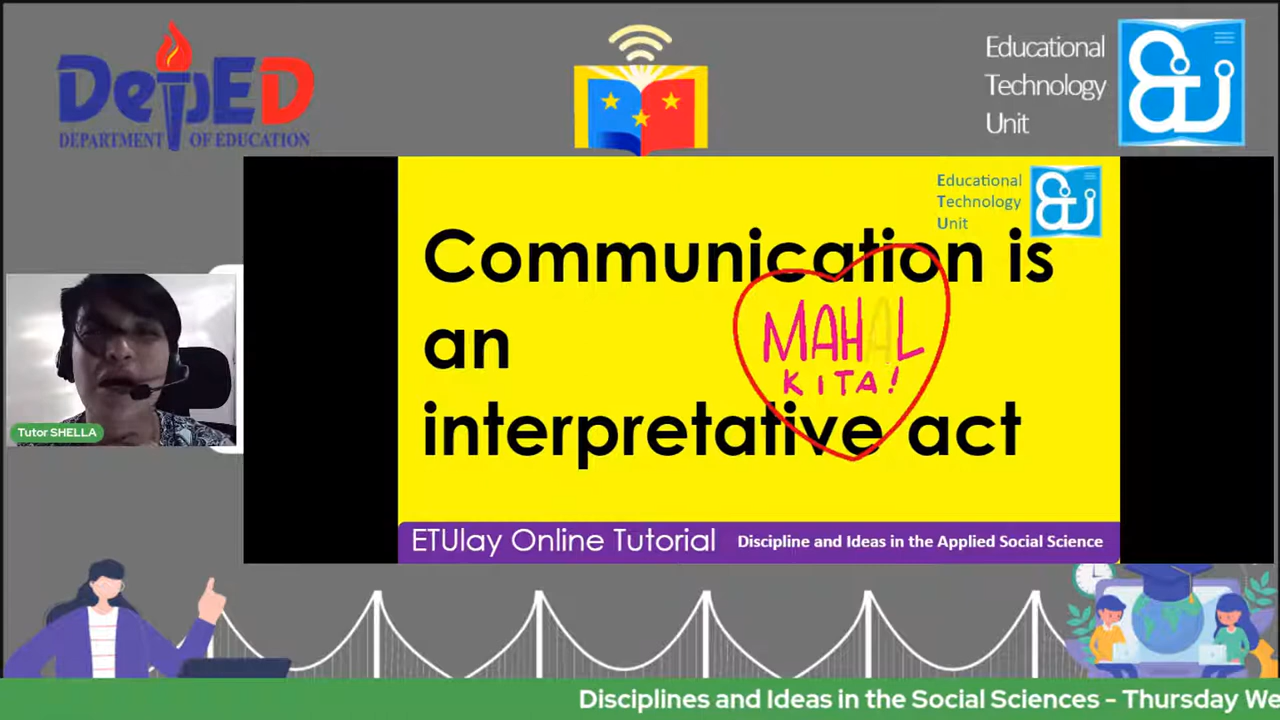 DepED
DEPARTMENT OF EDUCATION
Educational
Technology
Unit
Educational
Technology
Unit
Communication is
an
interpretative act
MAHAL
KITA!
Tutor SHELLA
ETUlay Online Tutorial
Discipline and Ideas in the Applied Social Science
Disciplines and Ideas in the Social Sciences - Thursday We